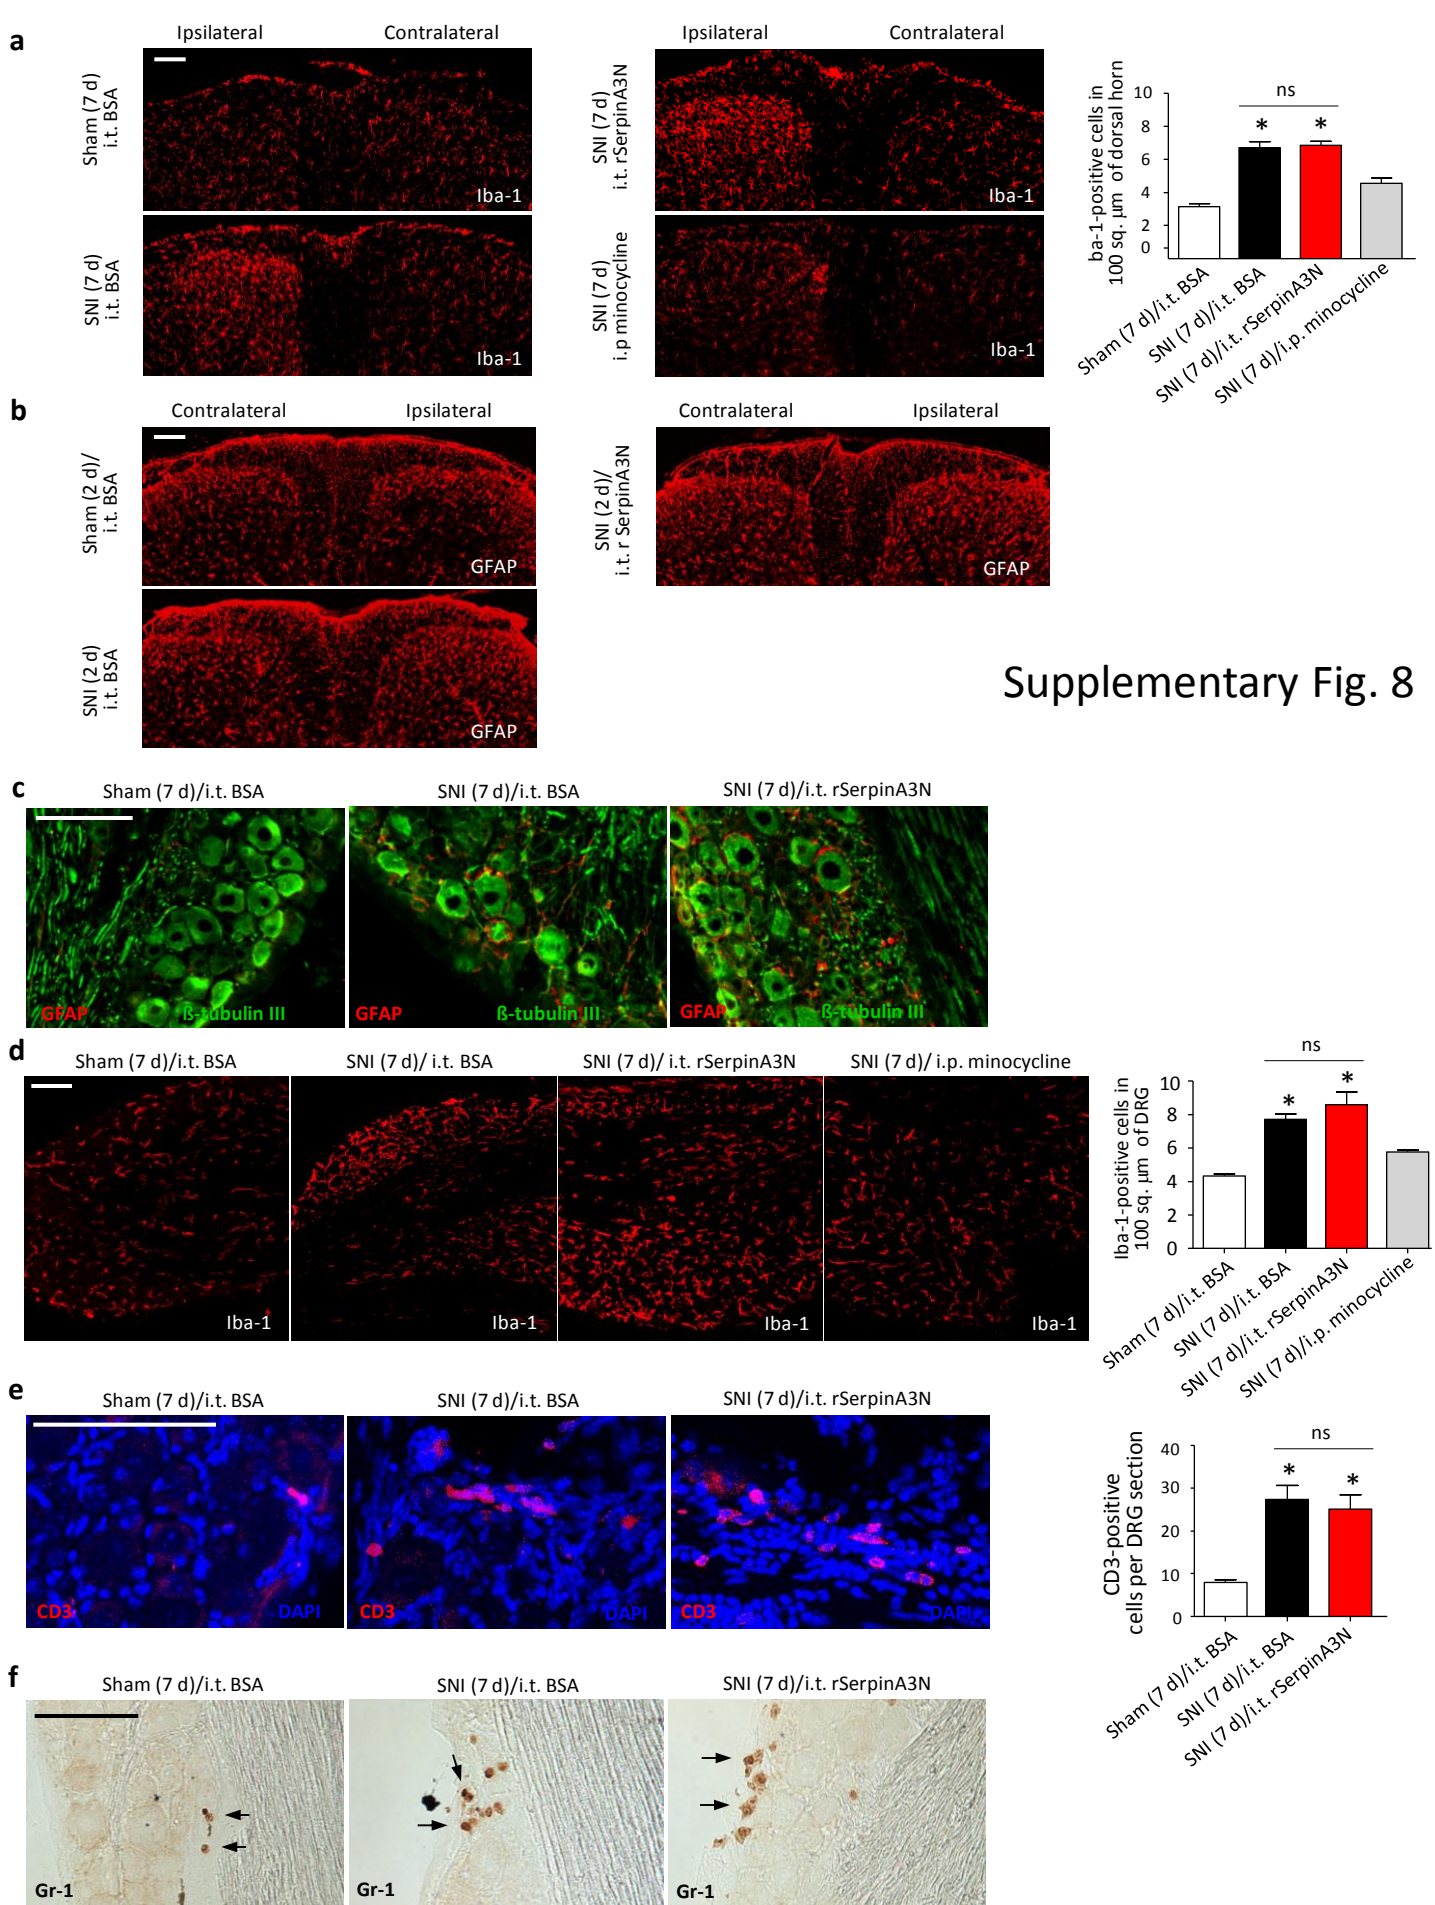 a
Ipsilateral
Contralateral
Ipsilateral
Contralateral
Sham (7 d)
i.t. BSA
Iba-1
SNI (7 d)
i.t. rSerpinA3N
Iba-1
SNI (7 d)
i.t. BSA
Iba-1
SNI (7 d)
i.p minocycline
Iba-1
ba-1-positive cells in
100 sq. µm of dorsal horn
10
8
6
4
2
0
ns
*
*
Sham (7 d)/i.t. BSA
SNI (7 d)/i.t. BSA
SNI (7 d)/i.t. rSerpinA3N
SNI (7 d)/i.p. minocycline
b
Contralateral
Ipsilateral
Contralateral
Ipsilateral
Sham (2 d)/
i.t. BSA
GFAP
SNI (2 d)/
i.t. r SerpinA3N
GFAP
SNI (2 d)
i.t. BSA
GFAP
Supplementary Fig. 8
c
Sham (7 d)/i.t. BSA
SNI (7 d)/i.t. BSA
SNI (7 d)/i.t. rSerpinA3N
GFAP
ß-tubulin III
GFAP
ß-tubulin III
GFAP
ß-tubulin III
d
Sham (7 d)/i.t. BSA
SNI (7 d)/ i.t. BSA
SNI (7 d)/ i.t. rSerpinA3N
SNI (7 d)/ i.p. minocycline
Iba-1
Iba-1
Iba-1
Iba-1
Iba-1-positive cells in
100 sq. µm of DRG
10
8
6
4
2
0
ns
*
*
Sham (7 d)/i.t. BSA
SNI (7 d)/i.t. BSA
SNI (7 d)/i.t. rSerpinA3N
SNI (7 d)/i.p. minocycline
e
Sham (7 d)/i.t. BSA
SNI (7 d)/i.t. BSA
SNI (7 d)/i.t. rSerpinA3N
CD3
DAPI
CD3
DAPI
CD3
DAPI
CD3-positive
cells per DRG section
40
30
20
10
0
ns
*
*
Sham (7 d)/i.t. BSA
SNI (7 d)/i.t. BSA
SNI (7 d)/i.t. rSerpinA3N
f
Sham (7 d)/i.t. BSA
SNI (7 d)/i.t. BSA
SNI (7 d)/i.t. rSerpinA3N
Gr-1
Gr-1
Gr-1